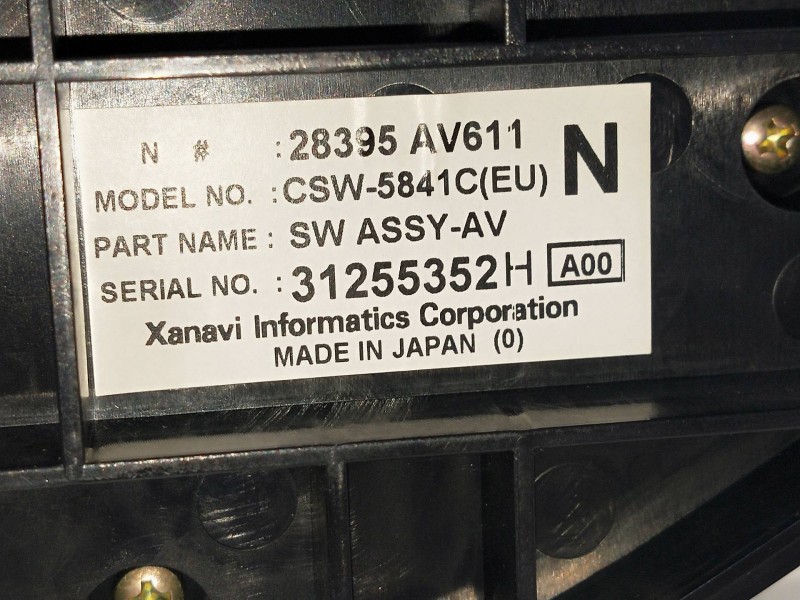 N # : 28395 AV611 N
MODEL NO. : CSW-5841C(EU)
PART NAME : SW ASSY-AV
SERIAL NO. : 31255352H A00
Xanavi Informatics Corporation
MADE IN JAPAN (0)